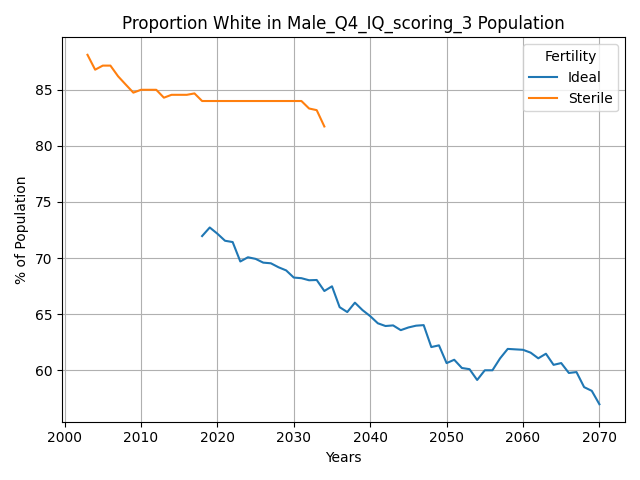 Proportion White in Male_Q4_IQ_scoring_3 Population
Fertility
Ideal
Sterile
% of Population
85
80
75
70
65
60
2000 2010 2020 2030 2040 2050 2060 2070
Years